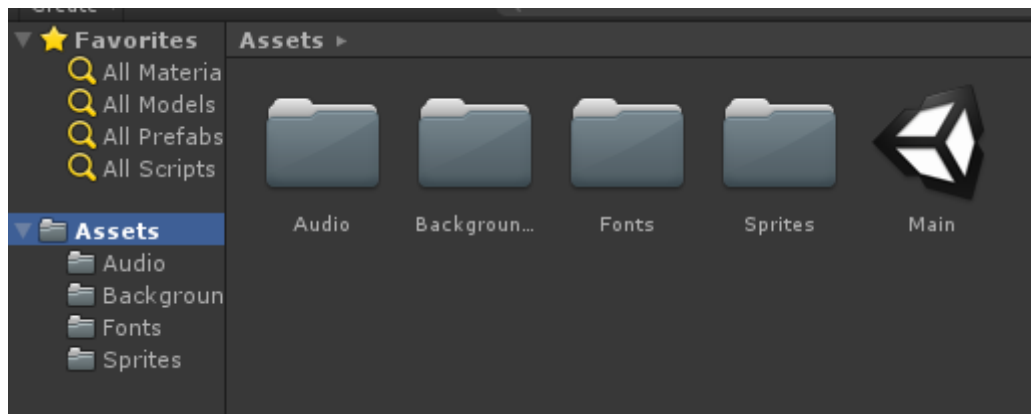 Create
Favorites
All Materia
All Models
All Prefabs
All Scripts
Assets
Audio
Backgroun
Fonts
Sprites
Assets
Audio
Backgroun...
Fonts
Sprites
Main